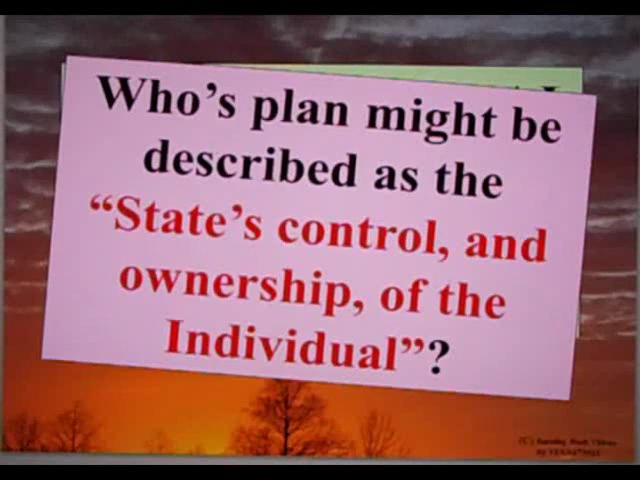 Who's plan might be
described as the
“State's control, and
ownership, of the
Individual”?